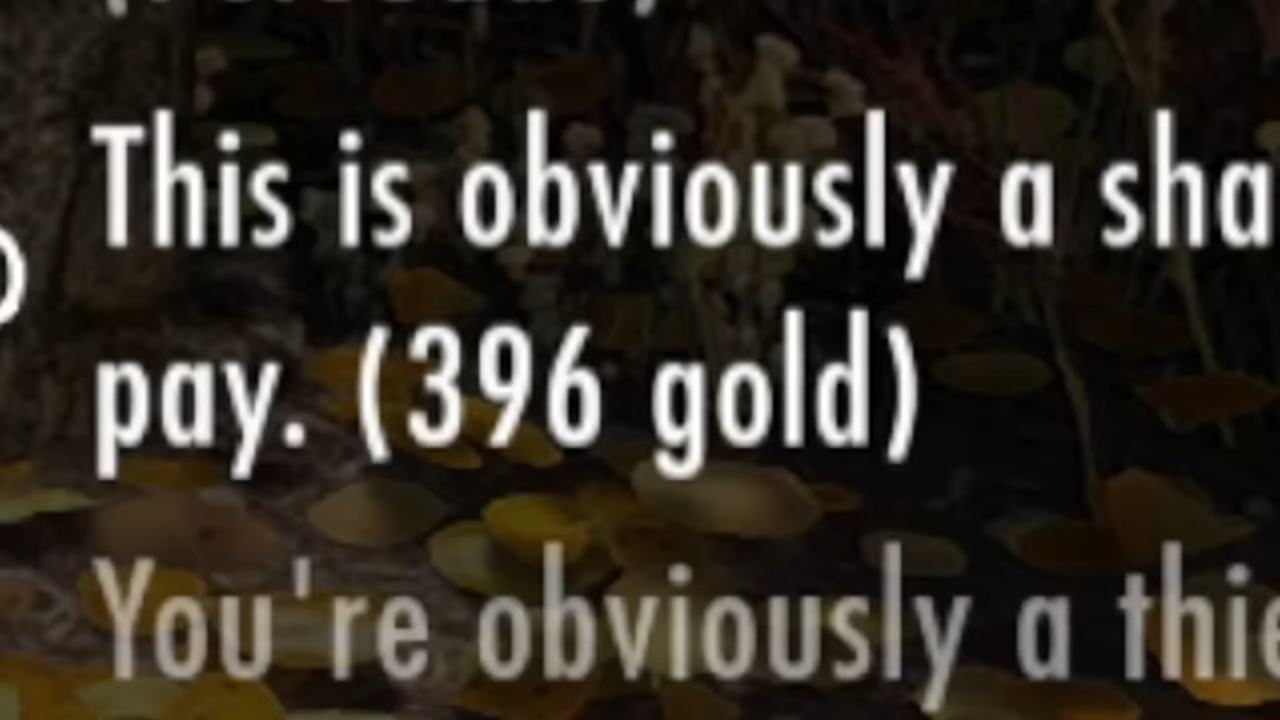 This is obviously a sha
pay. (396 gold)
You're obviously a thie